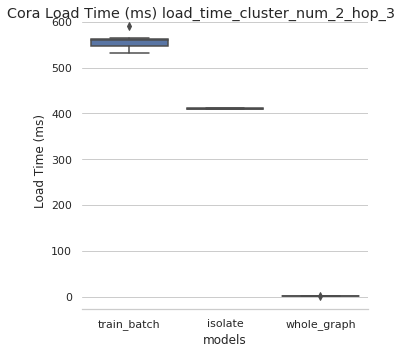 Cora Load Time (ms) load_time_cluster_num_2_hop_3
600
500
400
300
200
100
0
Load Time (ms)
train_batch
isolate
whole_graph
models